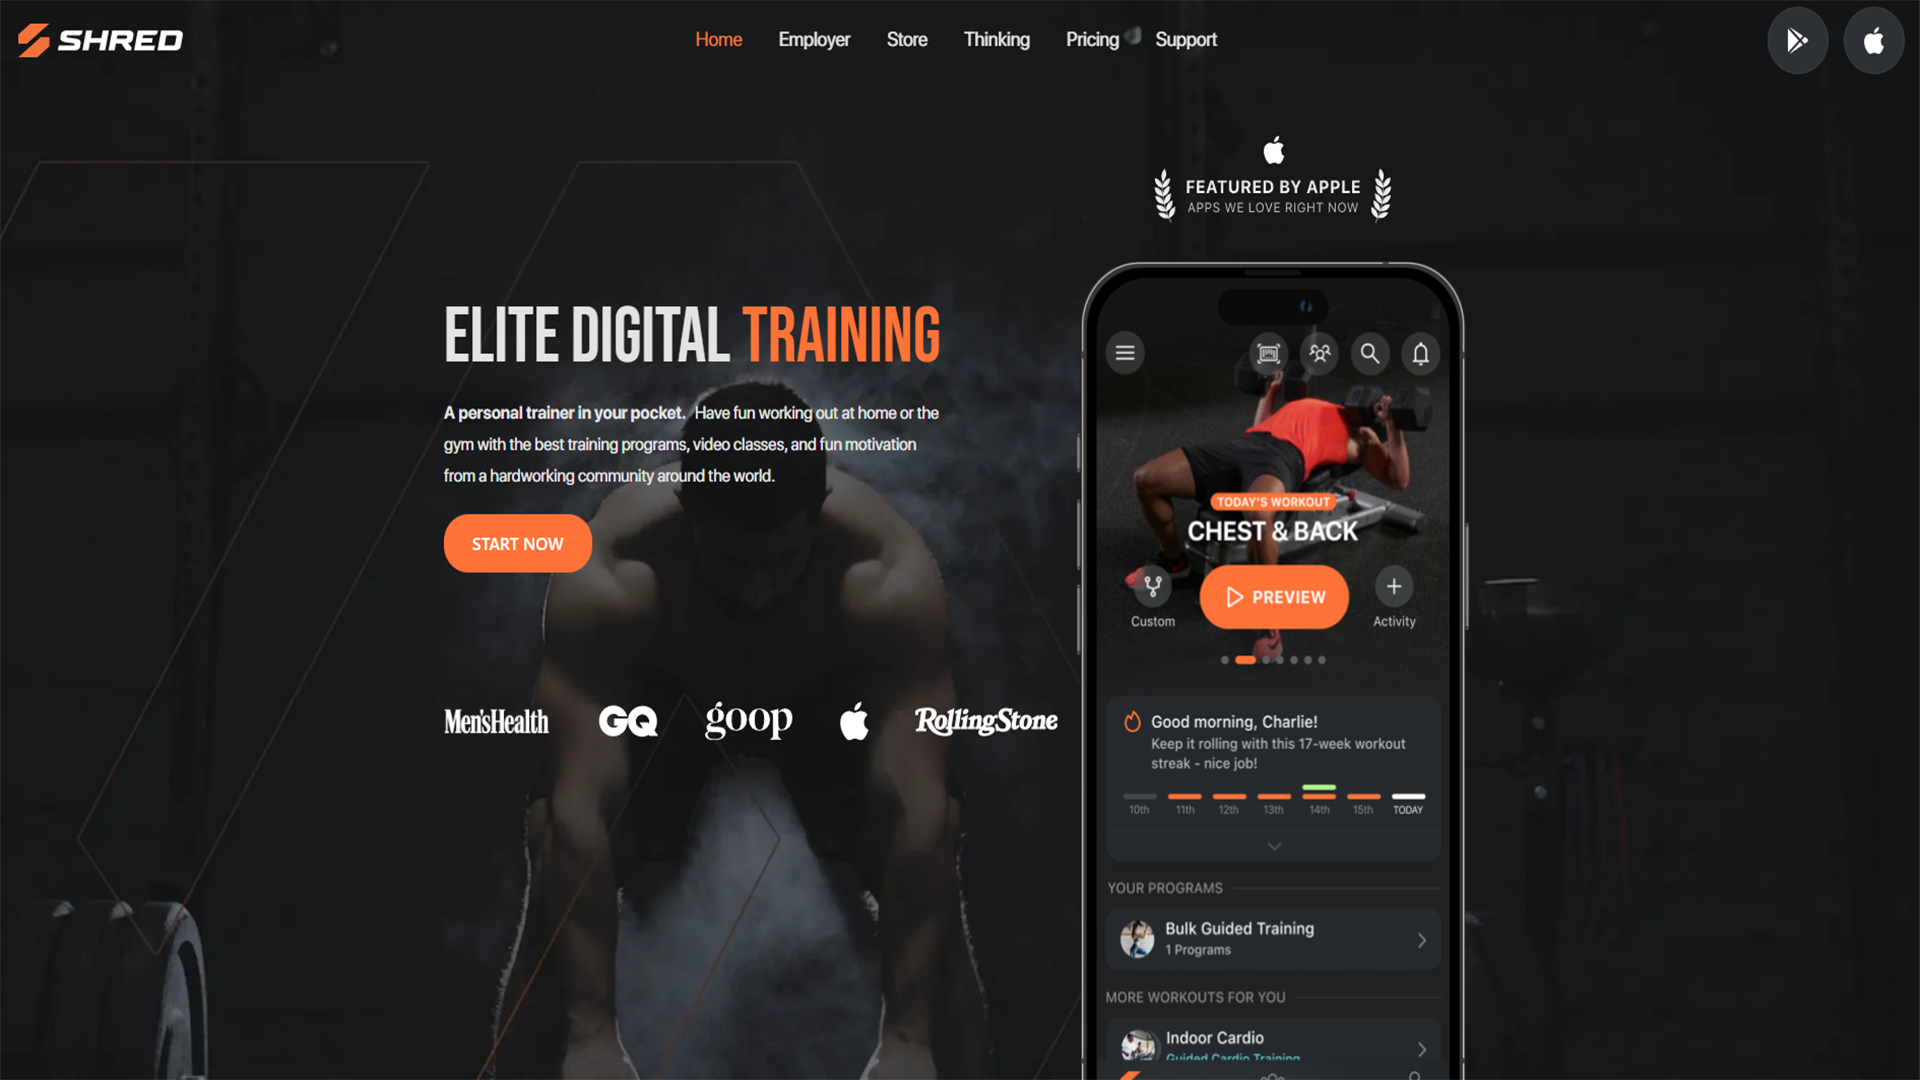 SHRED
Home Employer Store Thinking Pricing Support
FEATURED BY APPLE
APPS WE LOVE RIGHT NOW
ELITE DIGITAL TRAINING
A personal trainer in your pocket. Have fun working out at home or the
gym with the best training programs, video classes, and fun motivation
from a hardworking community around the world.
START NOW
Men'sHealth GQ goop RollingStone
TODAY'S WORKOUT
CHEST & BACK
PREVIEW
Custom
Activity
Good morning, Charlie!
Keep it rolling with this 17-week workout
streak - nice job!
10th 11th 12th 13th 14th 15th TODAY
YOUR PROGRAMS
Bulk Guided Training
1 Programs
MORE WORKOUTS FOR YOU
Indoor Cardio
Guided Cardio Training